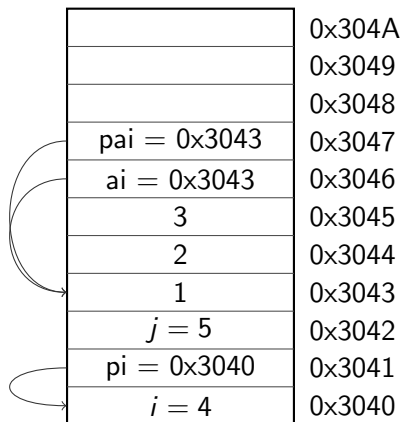 0x304A
0x3049
0x3048
pai = 0x3043 0x3047
ai = 0x3043 0x3046
3 0x3045
2 0x3044
1 0x3043
j = 5 0x3042
pi = 0x3040 0x3041
i = 4 0x3040